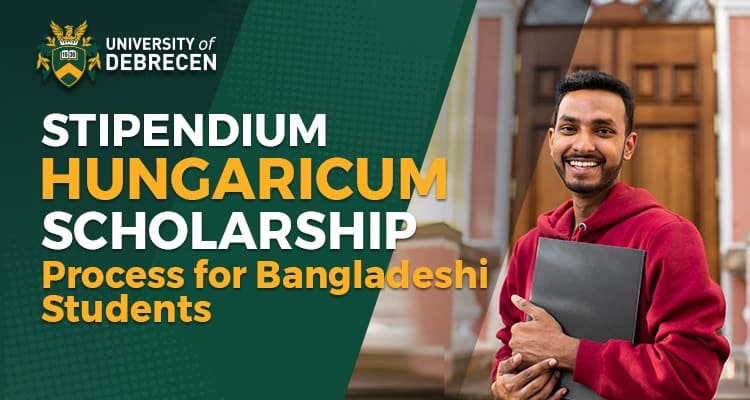 UNIVERSITY of
DEBRECEN
STIPENDIUM
HUNGARICUM
SCHOLARSHIP
Process for Bangladeshi
Students